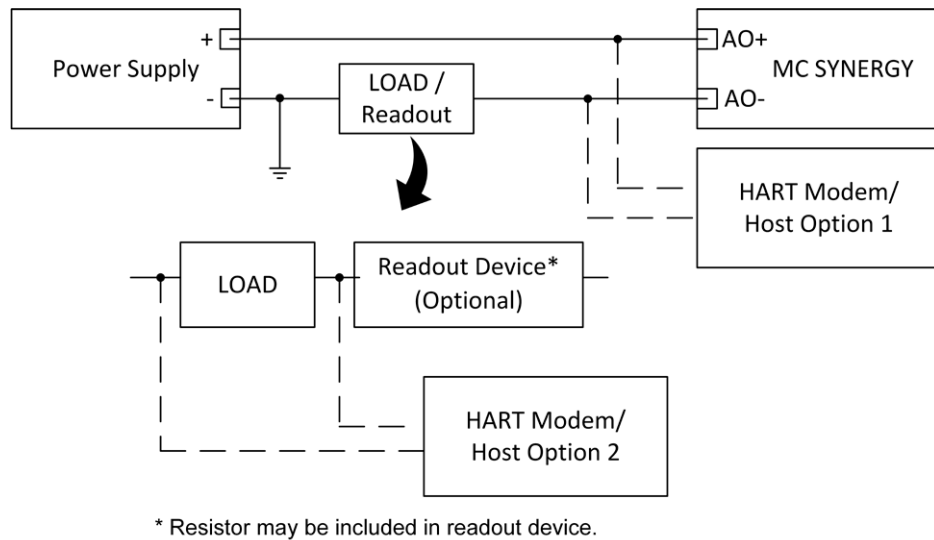 +
Power Supply
-
LOAD /
Readout
AO+
MC SYNERGY
AO-
HART Modem/
Host Option 1
LOAD
Readout Device*
(Optional)
HART Modem/
Host Option 2
* Resistor may be included in readout device.